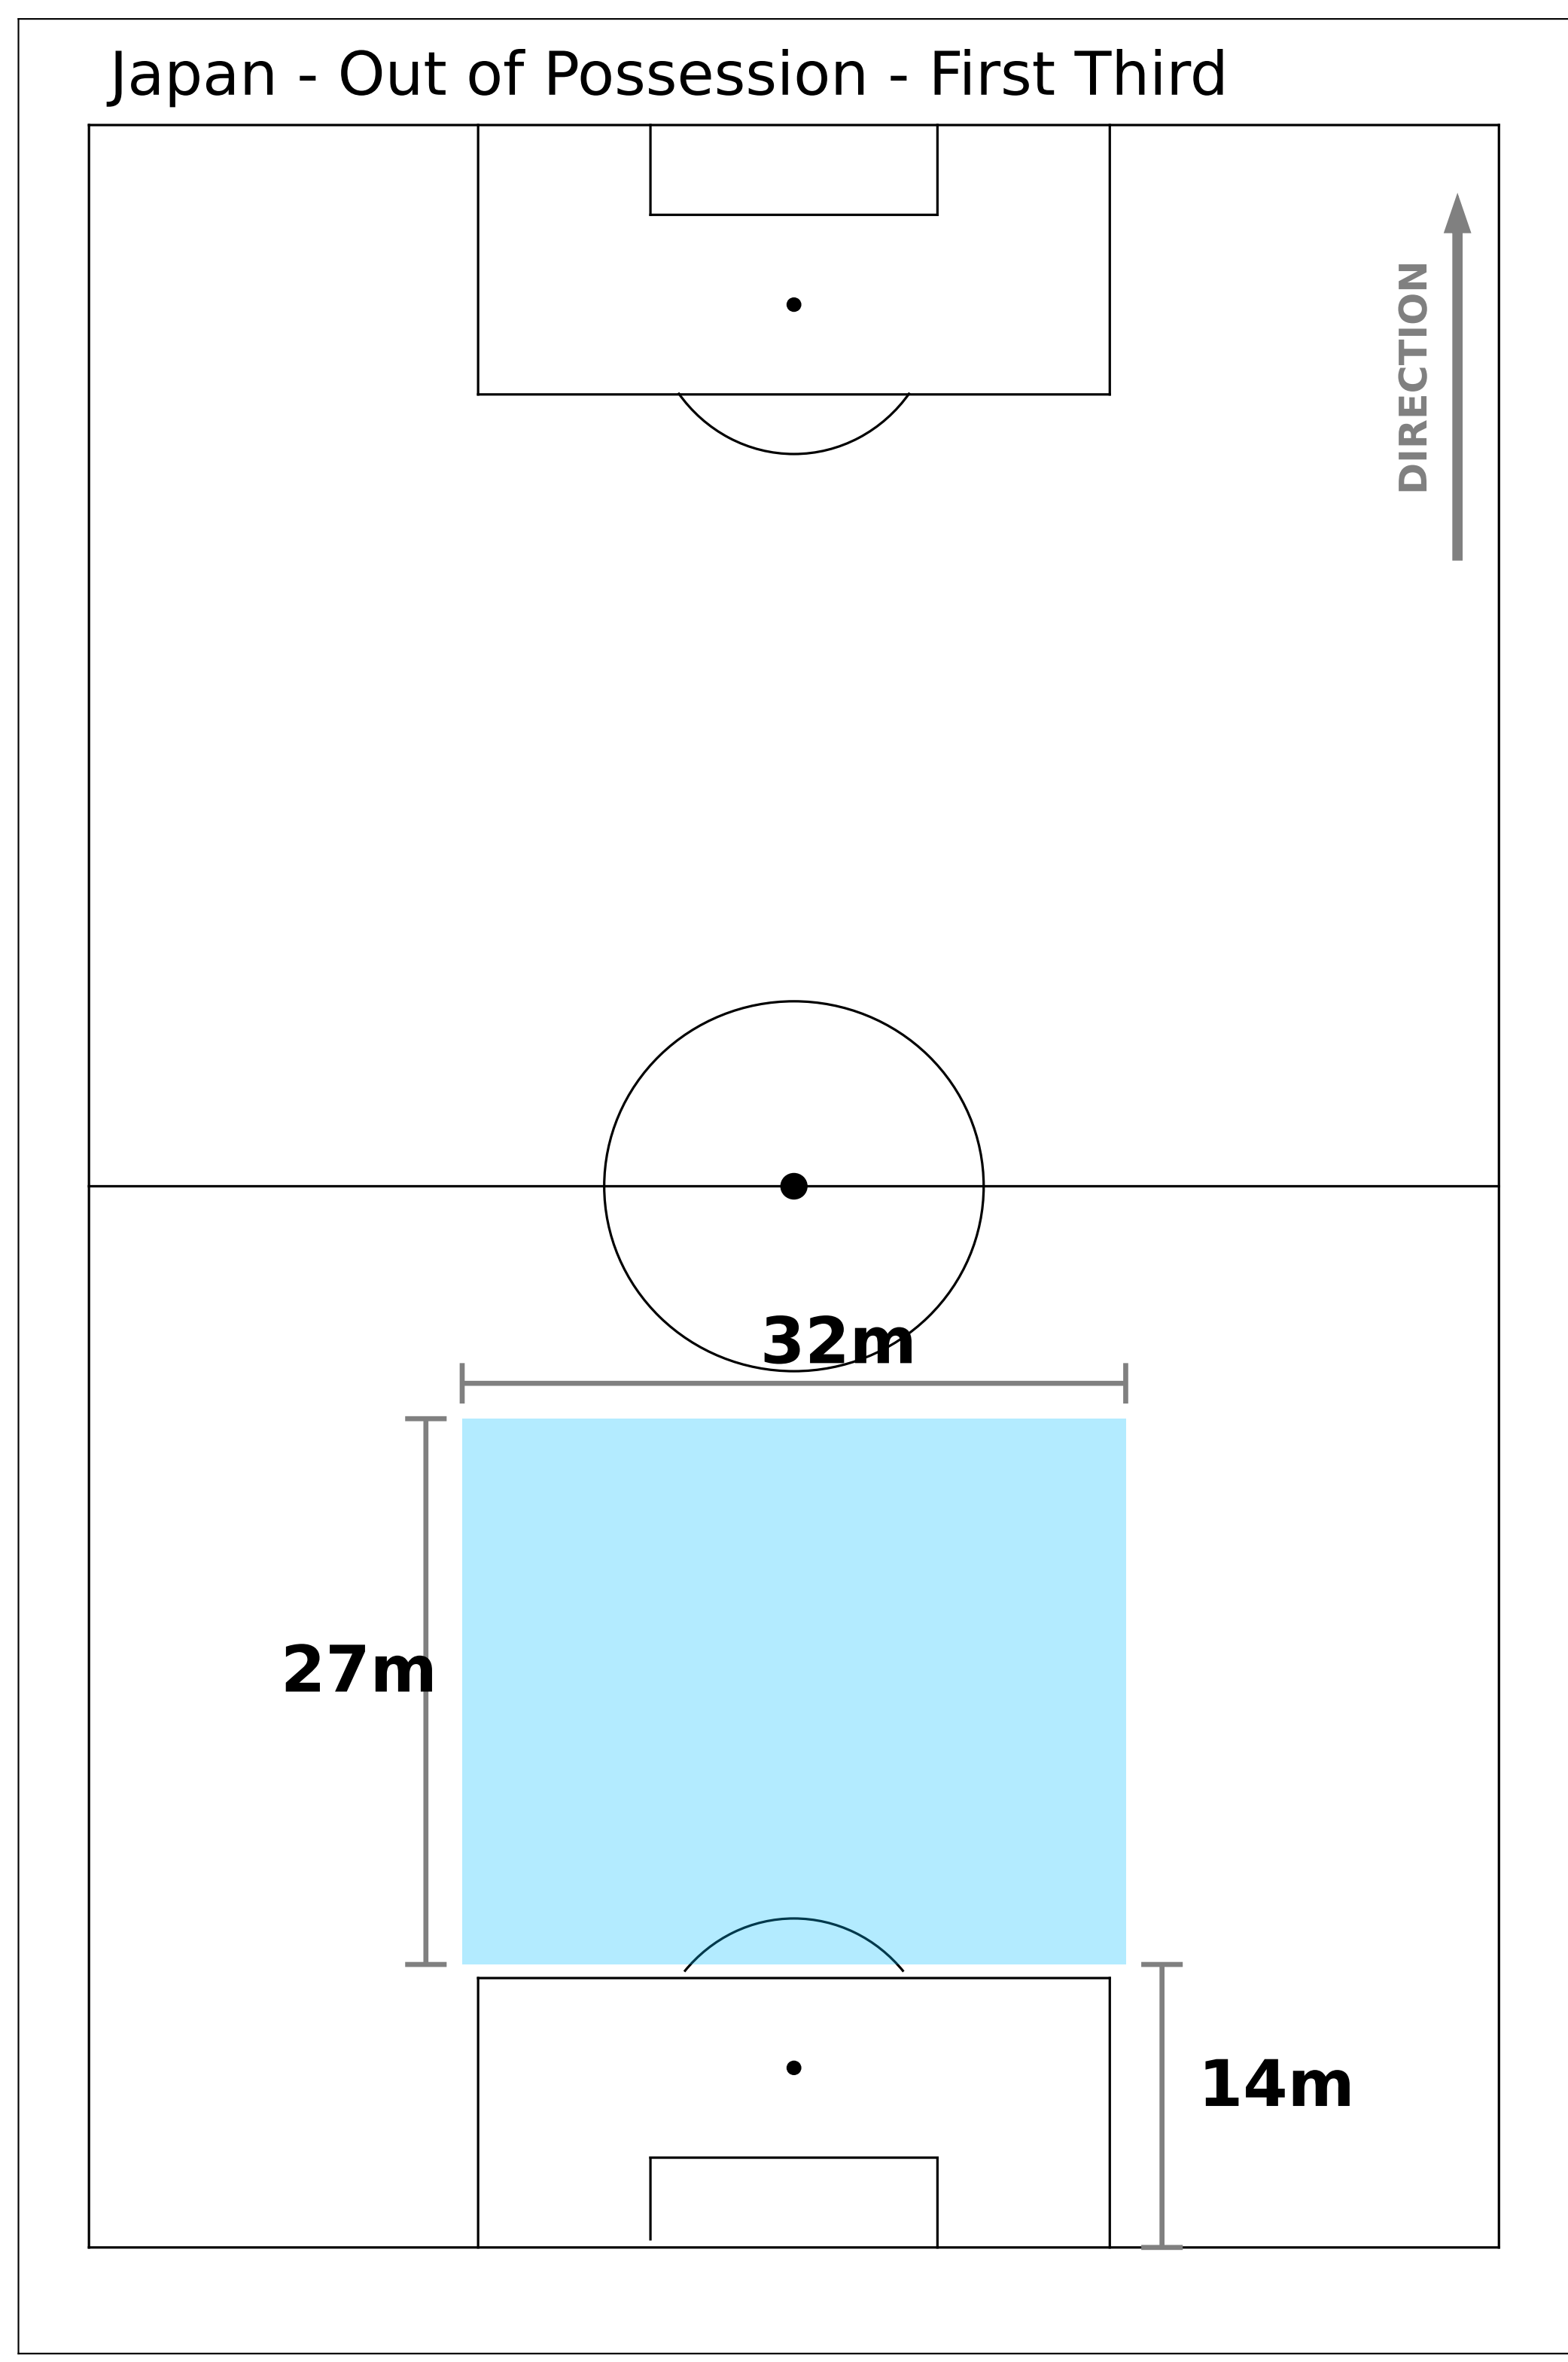 Japan - Out of Possession - First Third
DIRECTION
32m
27m
14m